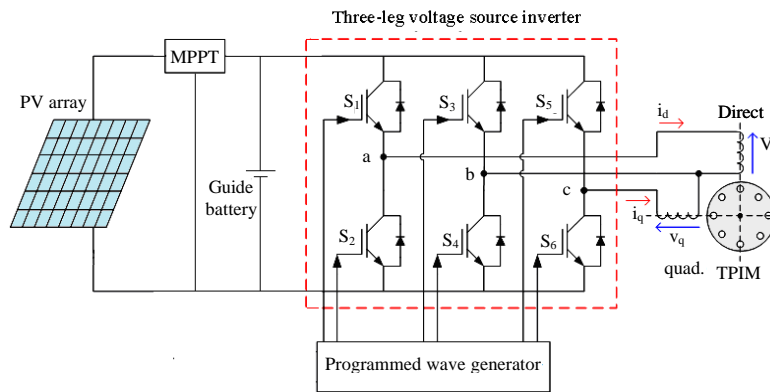 Three-leg voltage source inverter
MPPT
PV array
S1
S3
S5
id
Direct
V
a
b
c
Guide
battery
iq
vq
S2
S4
S6
quad.
TPIM
Programmed wave generator